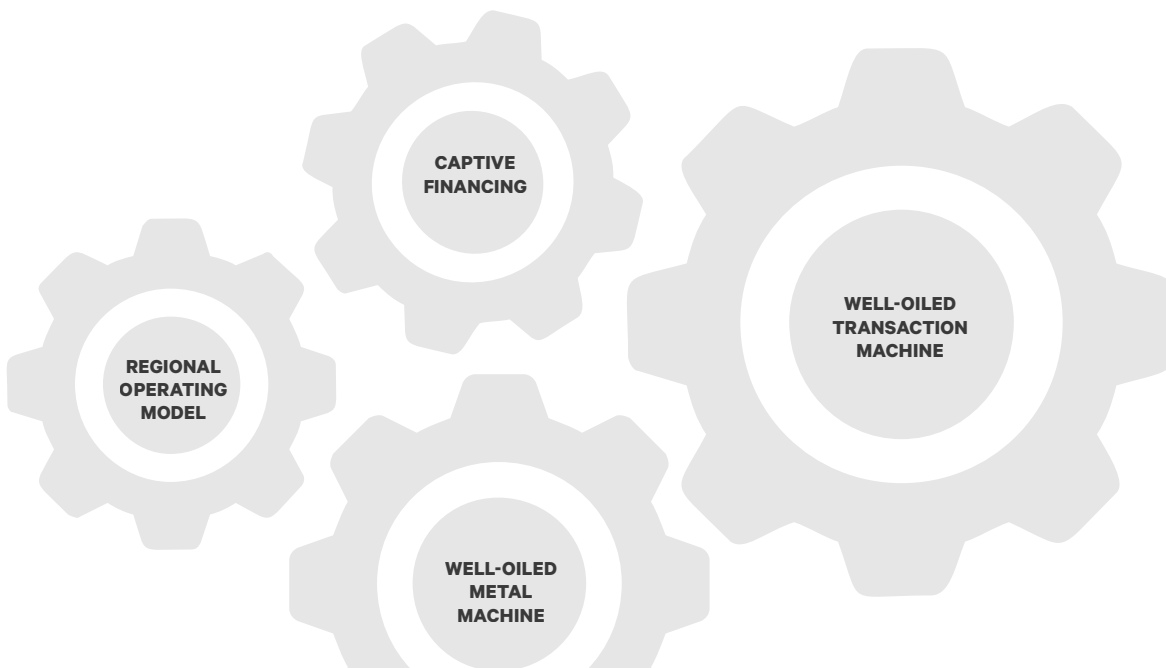 CAPTIVE
FINANCING
WELL-OILED
TRANSACTION
MACHINE
REGIONAL
OPERATING
MODEL
WELL-OILED
METAL
MACHINE